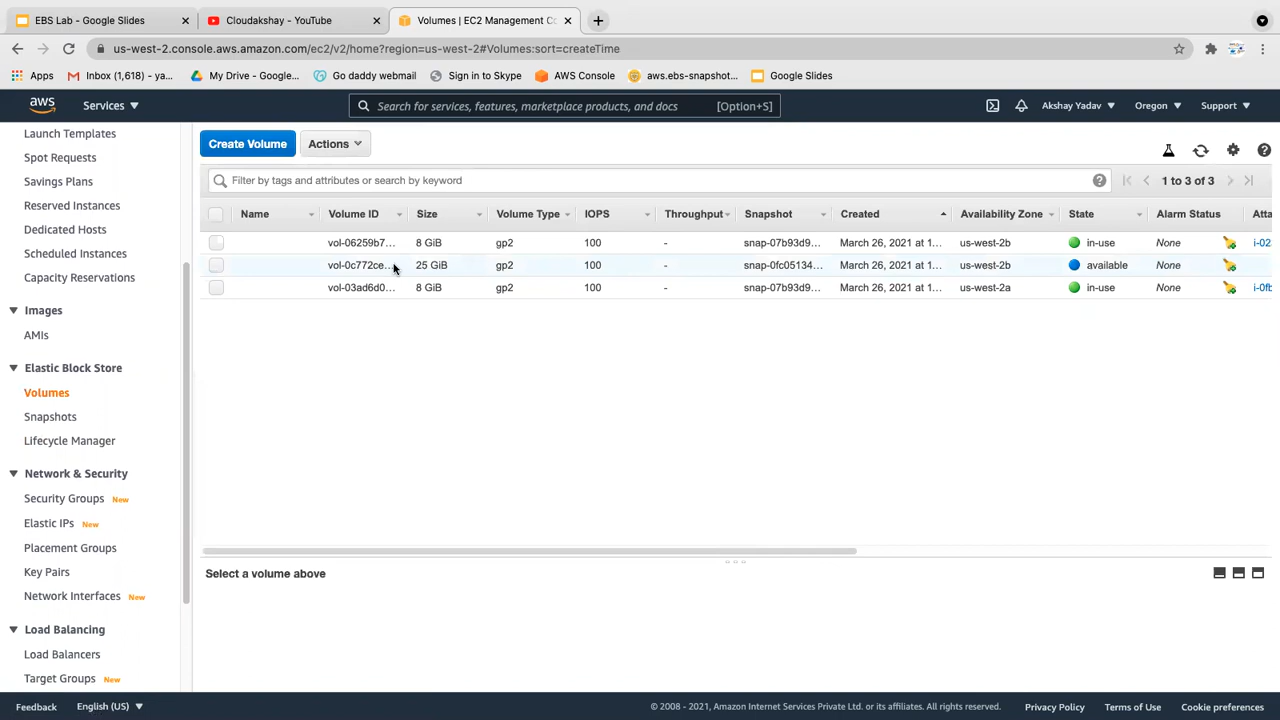 EBS Lab - Google Slides
Cloudakshay - YouTube
Volumes | EC2 Management Co
us-west-2.console.aws.amazon.com/ec2/v2/home?region=us-west-2#Volumes:sort=createTime
Apps
Inbox (1,618) - ya...
My Drive - Google...
Go daddy webmail
Sign in to Skype
AWS Console
aws.ebs-snapshot...
Google Slides
aws
Services
Search for services, features, marketplace products, and docs
[Option+S]
Akshay Yadav
Oregon
Support
Launch Templates
Spot Requests
Savings Plans
Reserved Instances
Dedicated Hosts
Scheduled Instances
Capacity Reservations
Images
AMIs
Elastic Block Store
Volumes
Snapshots
Lifecycle Manager
Network & Security
Security Groups New
Elastic IPs New
Placement Groups
Key Pairs
Network Interfaces New
Load Balancing
Load Balancers
Target Groups New
Create Volume
Actions
Filter by tags and attributes or search by keyword
1 to 3 of 3
Name Volume ID Size Volume Type IOPS Throughput Snapshot Created Availability Zone State Alarm Status Atta
vol-06259b7... 8 GiB gp2 100 - snap-07b93d9... March 26, 2021 at 1... us-west-2b in-use None i-02
vol-0c772ce... 25 GiB gp2 100 - snap-0fc05134... March 26, 2021 at 1... us-west-2b available None
vol-03ad6d0... 8 GiB gp2 100 - snap-07b93d9... March 26, 2021 at 1... us-west-2a in-use None i-0fb
Select a volume above
Feedback
English (US)
© 2008 - 2021, Amazon Internet Services Private Ltd. or its affiliates. All rights reserved.
Privacy Policy
Terms of Use
Cookie preferences